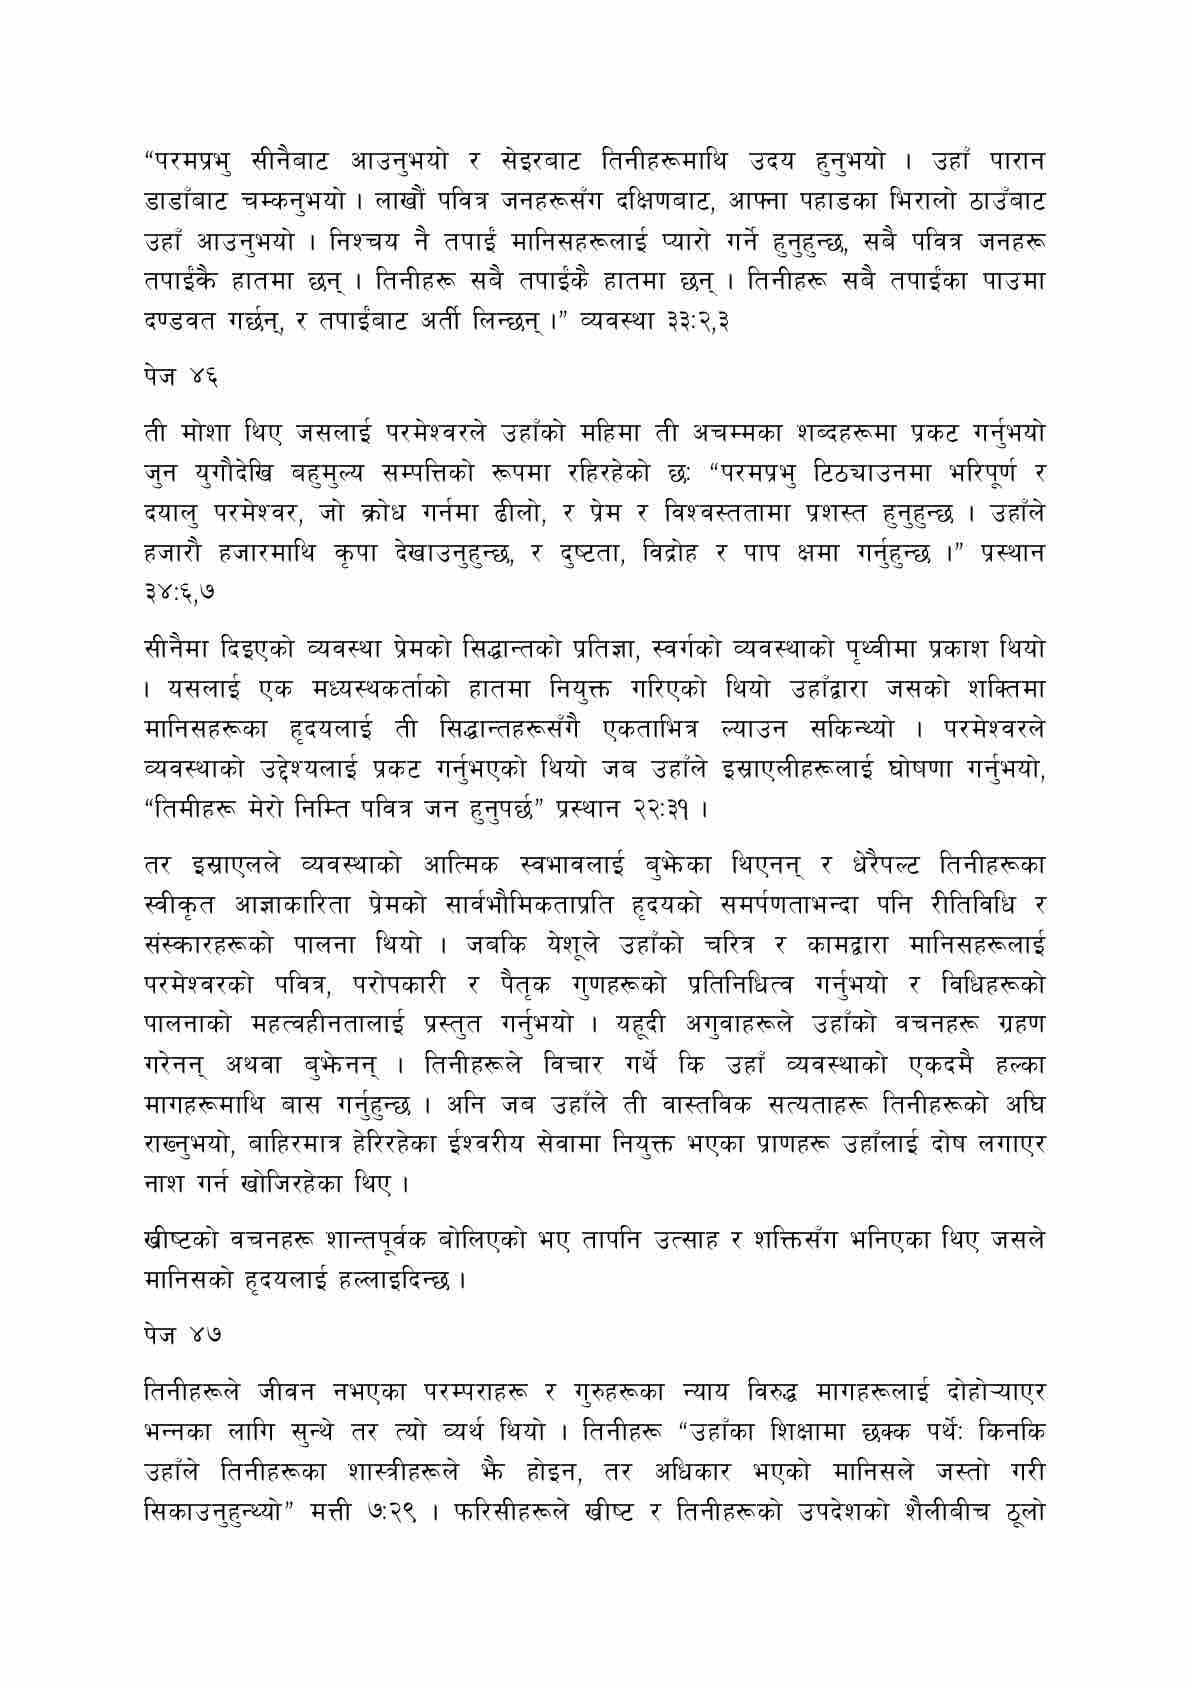 “परमप्रभु सीनैबाट आउनुभयो र सेइरबाट तिनीहरूमाथि उदय हुनुभयो । उहाँ पारान
डाडाँबाट चम्कनुभयो । लाखौं पवित्र जनहरूसँग दक्षिणबाट, आफ्ना पहाडका भिरालो ठाउँबाट
उहाँ आउनुभयो । निश्चय नै तपाईं मानिसहरूलाई प्यारो गर्ने हुनुहुन्छ, सबै पवित्र जनहरू
तपाईंकै हातमा छन् । तिनीहरू सबै तपाईंकै हातमा छन् । तिनीहरू सबै तपाईंका पाउमा
दण्डवत गर्छन्, र तपाईंबाट अर्ती लिन्छन् ।” व्यवस्था ३३:२,३
पेज ४६
ती मोशा थिए जसलाई परमेश्वरले उहाँको महिमा ती अचम्मका शब्दहरूमा प्रकट गर्नुभयो
जुन युगौदेखि बहुमुल्य सम्पत्तिको रूपमा रहिरहेको छ: “परमप्रभु टिठ्याउनमा भरिपूर्ण र
दयालु परमेश्वर, जो क्रोध गर्नमा ढीलो, र प्रेम र विश्वस्ततामा प्रशस्त हुनुहुन्छ । उहाँले
हजारौ हजारमाथि कृपा देखाउनुहुन्छ, र दुष्टता, विद्रोह र पाप क्षमा गर्नुहुन्छ ।” प्रस्थान
३४:६,७
सीनैमा दिइएको व्यवस्था प्रेमको सिद्धान्तको प्रतिज्ञा, स्वर्गको व्यवस्थाको पृथ्वीमा प्रकाश थियो
। यसलाई एक मध्यस्थकर्ताको हातमा नियुक्त गरिएको थियो उहाँद्वारा जसको शक्तिमा
मानिसहरूका हृदयलाई ती सिद्धान्तहरूसँगै एकताभित्र ल्याउन सकिन्थ्यो । परमेश्वरले
व्यवस्थाको उद्देश्यलाई प्रकट गर्नुभएको थियो जब उहाँले इस्राएलीहरूलाई घोषणा गर्नुभयो,
“तिमीहरू मेरो निम्ति पवित्र जन हुनुपर्छ” प्रस्थान २२:३१ ।
तर इस्राएलले व्यवस्थाको आत्मिक स्वभावलाई बुझेका थिएनन् र धेरैपल्ट तिनीहरूका
स्वीकृत आज्ञाकारिता प्रेमको सार्वभौमिकताप्रति हृदयको समर्पणताभन्दा पनि रीतिविधि र
संस्कारहरूको पालना थियो । जबकि येशूले उहाँको चरित्र र कामद्वारा मानिसहरूलाई
परमेश्वरको पवित्र, परोपकारी र पैतृक गुणहरूको प्रतिनिधित्व गर्नुभयो र विधिहरूको
पालनाको महत्वहीनतालाई प्रस्तुत गर्नुभयो । यहूदी अगुवाहरूले उहाँको वचनहरू ग्रहण
गरेनन् अथवा बुझेनन् । तिनीहरूले विचार गर्थे कि उहाँ व्यवस्थाको एकदमै हल्का
मागहरूमाथि बास गर्नुहुन्छ । अनि जब उहाँले ती वास्तविक सत्यताहरू तिनीहरूको अघि
राख्नुभयो, बाहिरमात्र हेरिरहेका ईश्वरीय सेवामा नियुक्त भएका प्राणहरू उहाँलाई दोष लगाएर
नाश गर्न खोजिरहेका थिए ।
ख्रीष्टको वचनहरू शान्तपूर्वक बोलिएको भए तापनि उत्साह र शक्तिसँग भनिएका थिए जसले
मानिसको हृदयलाई हल्लाइदिन्छ ।
पेज ४७
तिनीहरूले जीवन नभएका परम्पराहरू र गुरुहरूका न्याय विरुद्ध मागहरूलाई दोहोऱ्याएर
भन्नका लागि सुन्थे तर त्यो व्यर्थ थियो । तिनीहरू “उहाँका शिक्षामा छक्क पर्थे: किनकि
उहाँले तिनीहरूका शास्त्रीहरूले झै होइन, तर अधिकार भएको मानिसले जस्तो गरी
सिकाउनुहुन्थ्यो” मत्ती ७:२९ । फरिसीहरूले ख्रीष्ट र तिनीहरूको उपदेशको शैलीबीच ठूलो